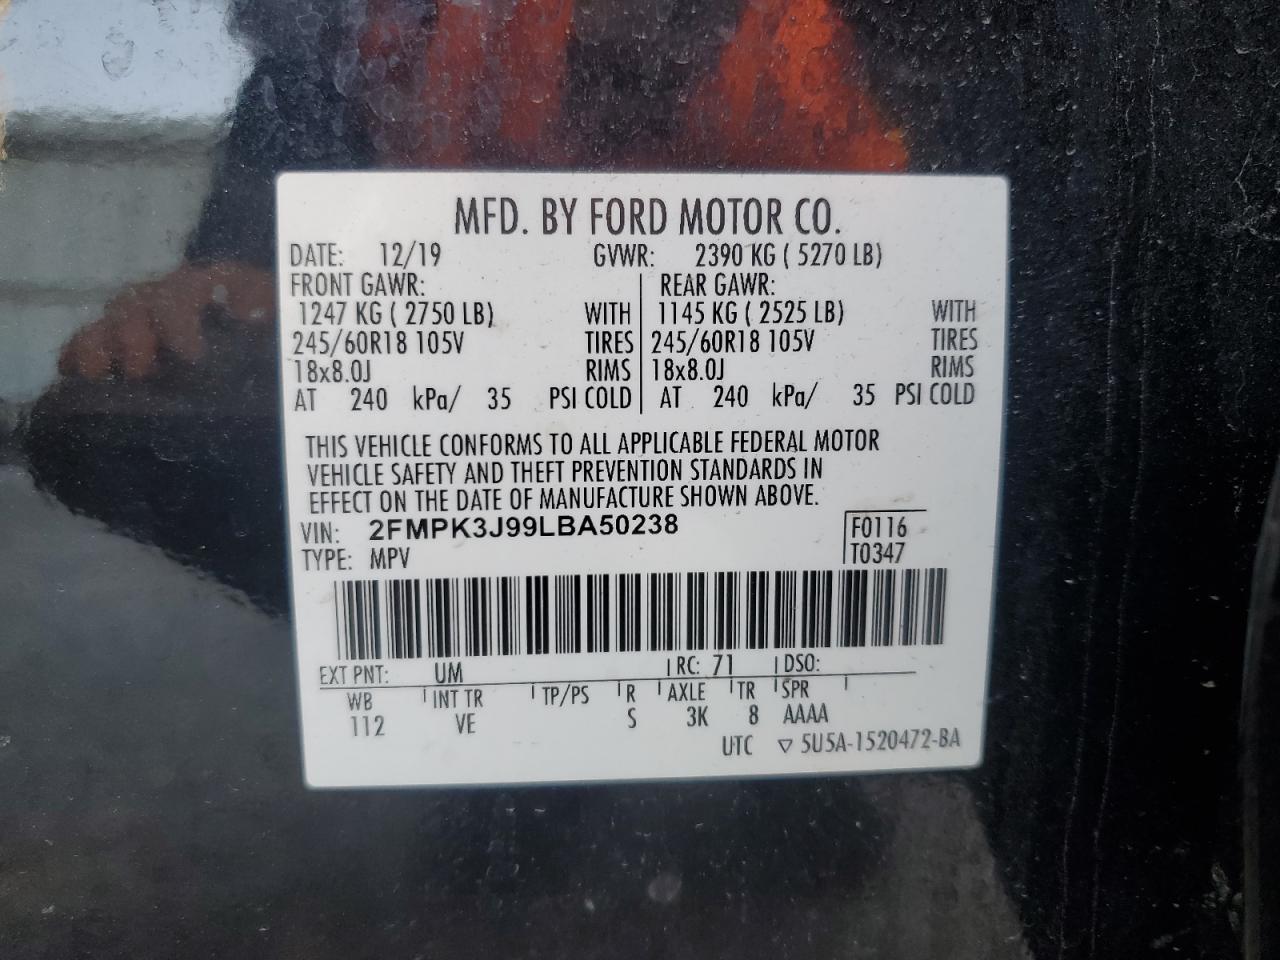 MFD. BY FORD MOTOR CO.
DATE: 12/19 GVWR: 2390 KG ( 5270 LB)
FRONT GAWR: REAR GAWR:
1247 KG ( 2750 LB) WITH 1145 KG ( 2525 LB) WITH
245/60R18 105V TIRES 245/60R18 105V TIRES
18x8.0J RIMS 18x8.0J RIMS
AT 240 kPa/ 35 PSI COLD AT 240 kPa/ 35 PSI COLD
THIS VEHICLE CONFORMS TO ALL APPLICABLE FEDERAL MOTOR
VEHICLE SAFETY AND THEFT PREVENTION STANDARDS IN
EFFECT ON THE DATE OF MANUFACTURE SHOWN ABOVE.
VIN: 2FMPK3J99LBA50238 F0116
TYPE: MPV T0347
EXT PNT: UM RC: 71 DSO:
WB INT TR TP/PS R AXLE TR SPR
112 VE S 3K 8 AAAA
UTC ▽ 5U5A-1520472-BA